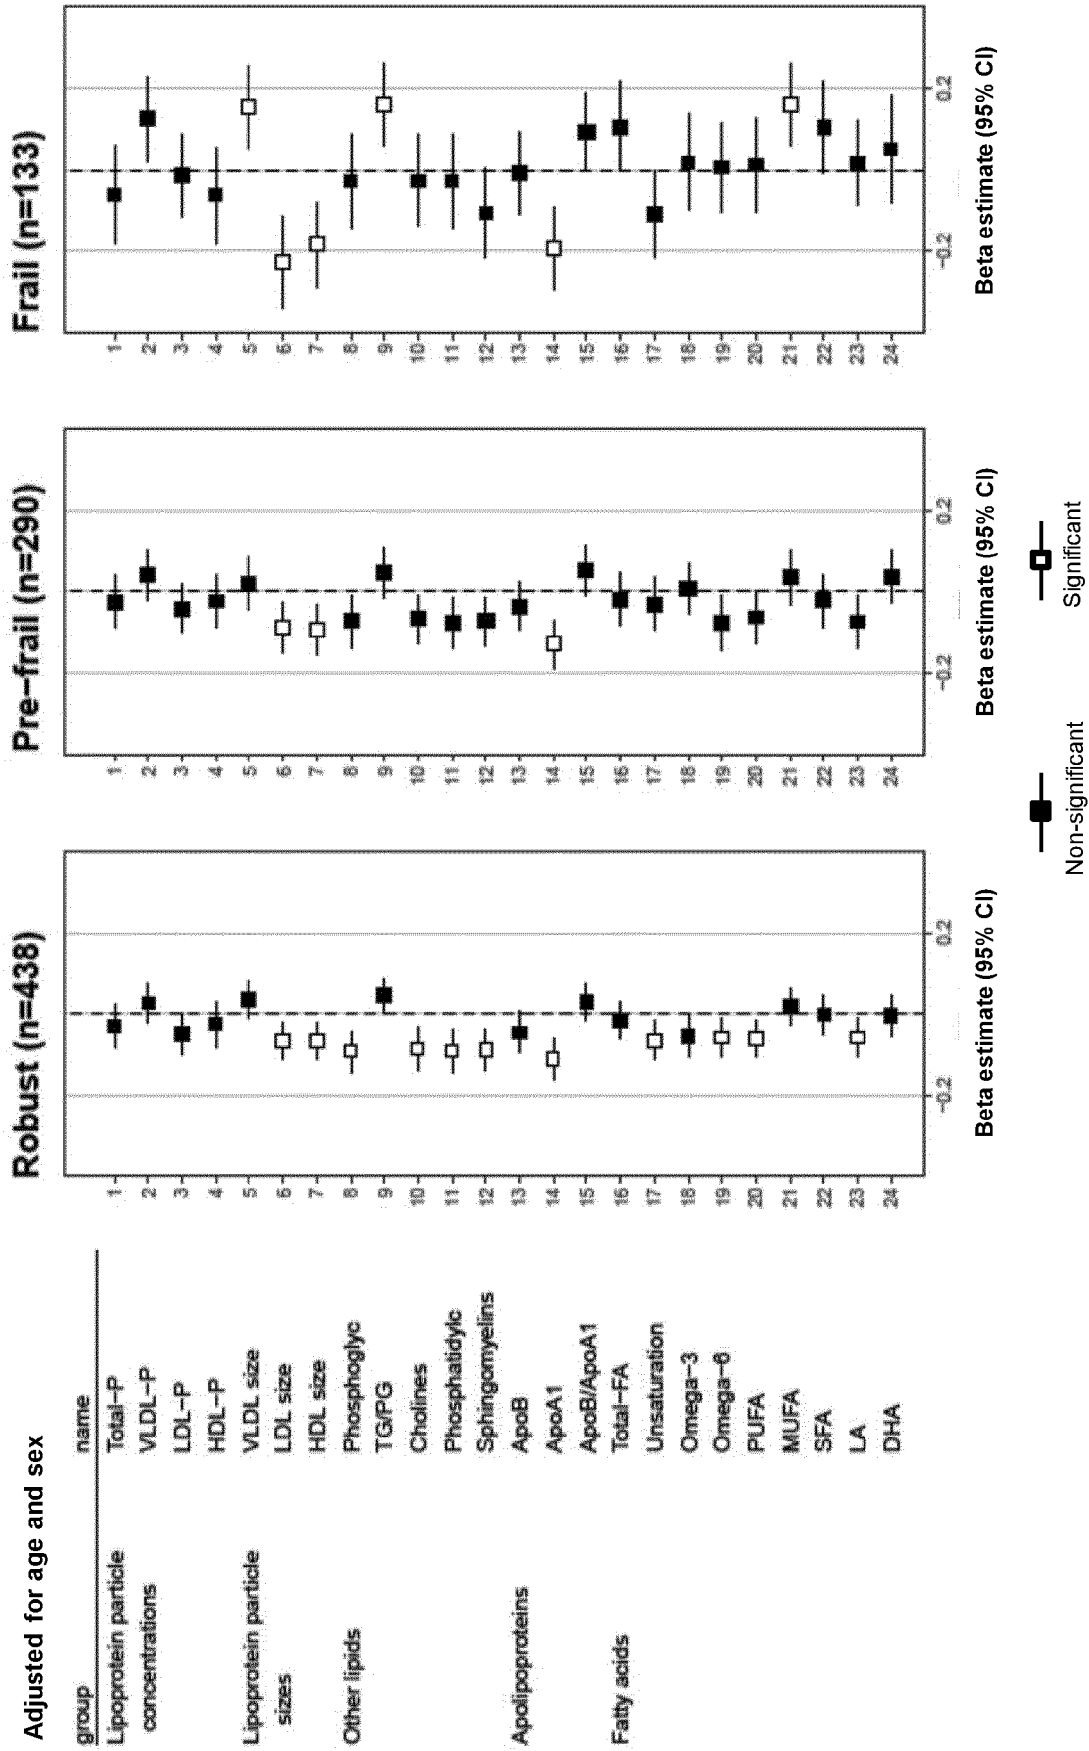 Adjusted for age and sex
Robust (n=438)
Pre-frail (n=290)
Frail (n=133)
group name
Lipoprotein particle Total-P 1 1 1
concentrations VLDL-P 2 2 2
LDL-P 3 3 3
HDL-P 4 4 4
Lipoprotein particle VLDL size 5 5 5
sizes LDL size 6 6 6
HDL size 7 7 7
Other lipids Phosphoglyc 8 8 8
TG/PG 9 9 9
Cholines 10 10 10
Phosphatidylc 11 11 11
Sphingomyelins 12 12 12
Apolipoproteins ApoB 13 13 13
ApoA1 14 14 14
ApoB/ApoA1 15 15 15
Fatty acids Total-FA 16 16 16
Unsaturation 17 17 17
Omega-3 18 18 18
Omega-6 19 19 19
PUFA 20 20 20
MUFA 21 21 21
SFA 22 22 22
LA 23 23 23
DHA 24 24 24
-0.2 0.2 -0.2 0.2 -0.2 0.2
Beta estimate (95% CI) Beta estimate (95% CI) Beta estimate (95% CI)
Non-significant Significant